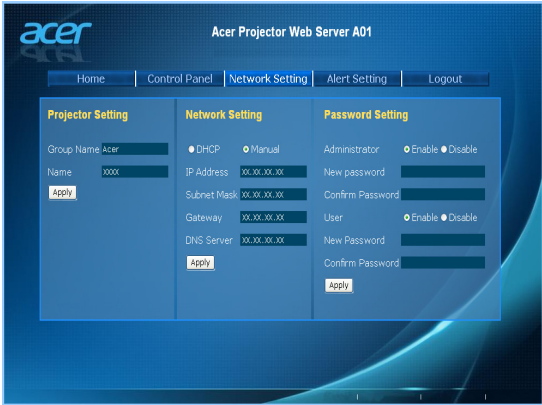 acer
Acer Projector Web Server A01
Home Control Panel Network Setting Alert Setting Logout
Projector Setting
Group Name Acer
Name XXXX
Apply
Network Setting
DHCP Manual
IP Address XX.XX.XX.XX
Subnet Mask XX.XX.XX.XX
Gateway XX.XX.XX.XX
DNS Server XX.XX.XX.XX
Apply
Password Setting
Administrator Enable Disable
New password
Confirm Password
User Enable Disable
New Password
Confirm Password
Apply